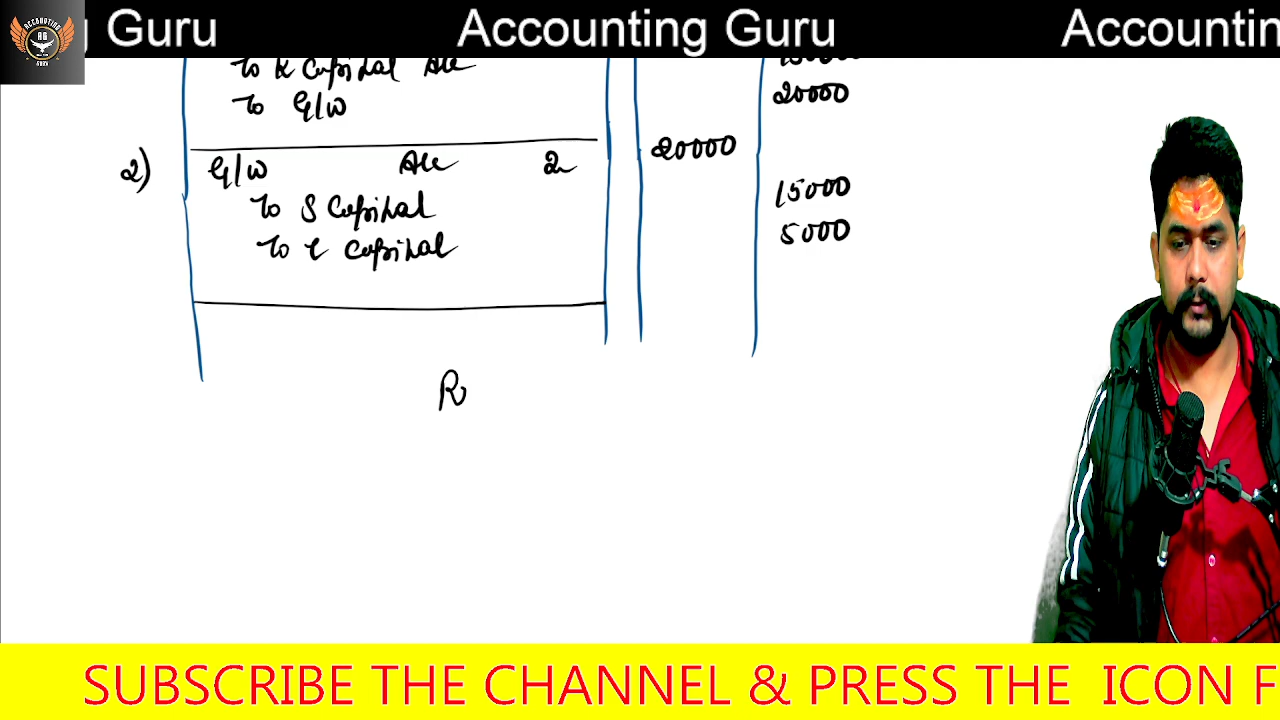 Guru Accounting Guru Accountin
To K Capital A/c
To G/W 20000
2) G/W A/c Dr 20000
To S Capital 15000
To C Capital 5000
R
SUBSCRIBE THE CHANNEL & PRESS THE ICON F